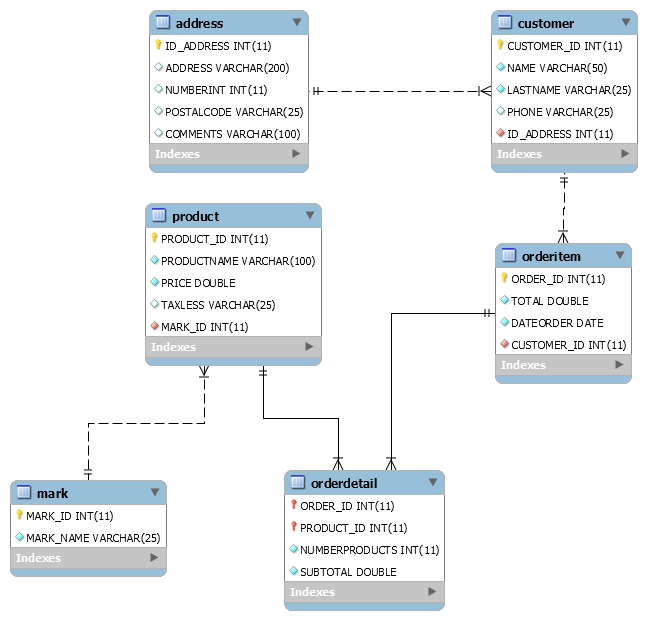 address
ID_ADDRESS INT(11)
ADDRESS VARCHAR(200)
NUMBERINT INT(11)
POSTALCODE VARCHAR(25)
COMMENTS VARCHAR(100)
Indexes
customer
CUSTOMER_ID INT(11)
NAME VARCHAR(50)
LASTNAME VARCHAR(25)
PHONE VARCHAR(25)
ID_ADDRESS INT(11)
Indexes
product
PRODUCT_ID INT(11)
PRODUCTNAME VARCHAR(100)
PRICE DOUBLE
TAXLESS VARCHAR(25)
MARK_ID INT(11)
Indexes
orderitem
ORDER_ID INT(11)
TOTAL DOUBLE
DATEORDER DATE
CUSTOMER_ID INT(11)
Indexes
mark
MARK_ID INT(11)
MARK_NAME VARCHAR(25)
Indexes
orderdetail
ORDER_ID INT(11)
PRODUCT_ID INT(11)
NUMBERPRODUCTS INT(11)
SUBTOTAL DOUBLE
Indexes